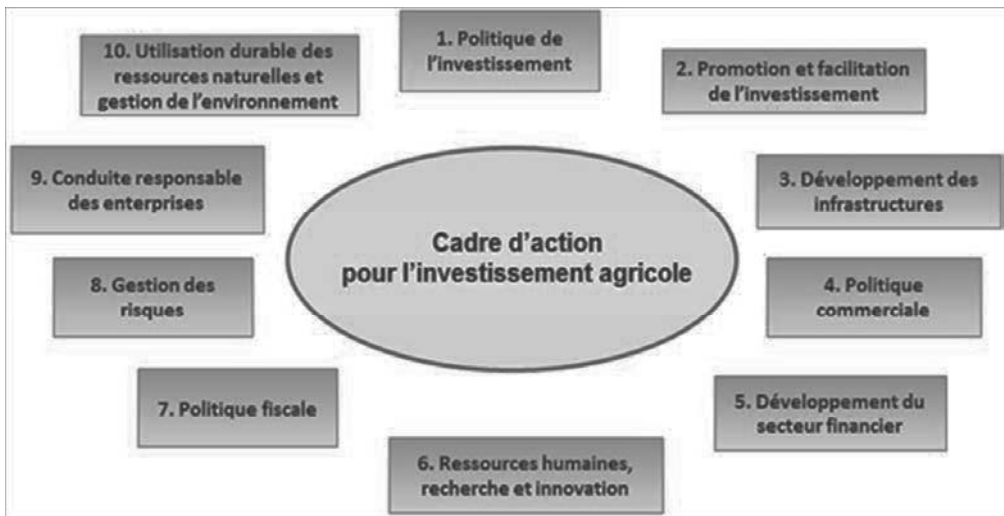 1. Politique de
l'investissement
2. Promotion et facilitation
de l'investissement
3. Développement des
infrastructures
4. Politique
commerciale
5. Développement du
secteur financier
6. Ressources humaines,
recherche et innovation
7. Politique fiscale
8. Gestion des
risques
9. Conduite responsable
des enterprises
10. Utilisation durable des
ressources naturelles et
gestion de l'environnement
Cadre d'action
pour l'investissement agricole